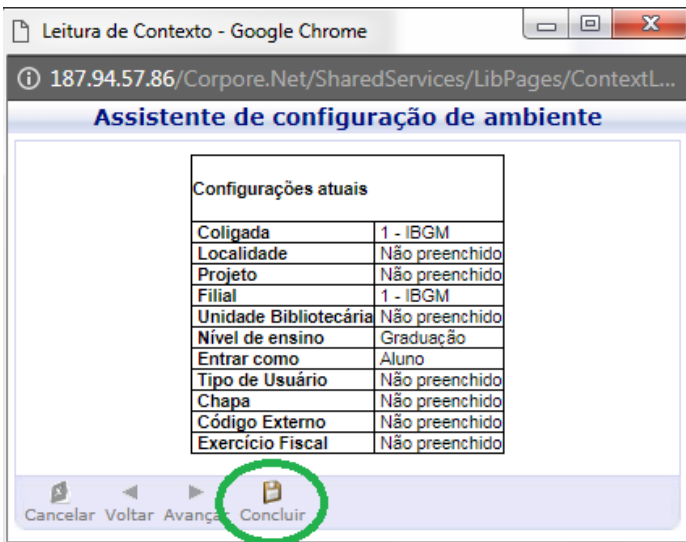 Leitura de Contexto - Google Chrome
187.94.57.86/Corpore.Net/SharedServices/LibPages/ContextL...
Assistente de configuração de ambiente
Configurações atuais
Coligada 1 - IBGM
Localidade Não preenchido
Projeto Não preenchido
Filial 1 - IBGM
Unidade Bibliotecária Não preenchido
Nível de ensino Graduação
Entrar como Aluno
Tipo de Usuário Não preenchido
Chapa Não preenchido
Código Externo Não preenchido
Exercício Fiscal Não preenchido
Cancelar Voltar Avançar Concluir